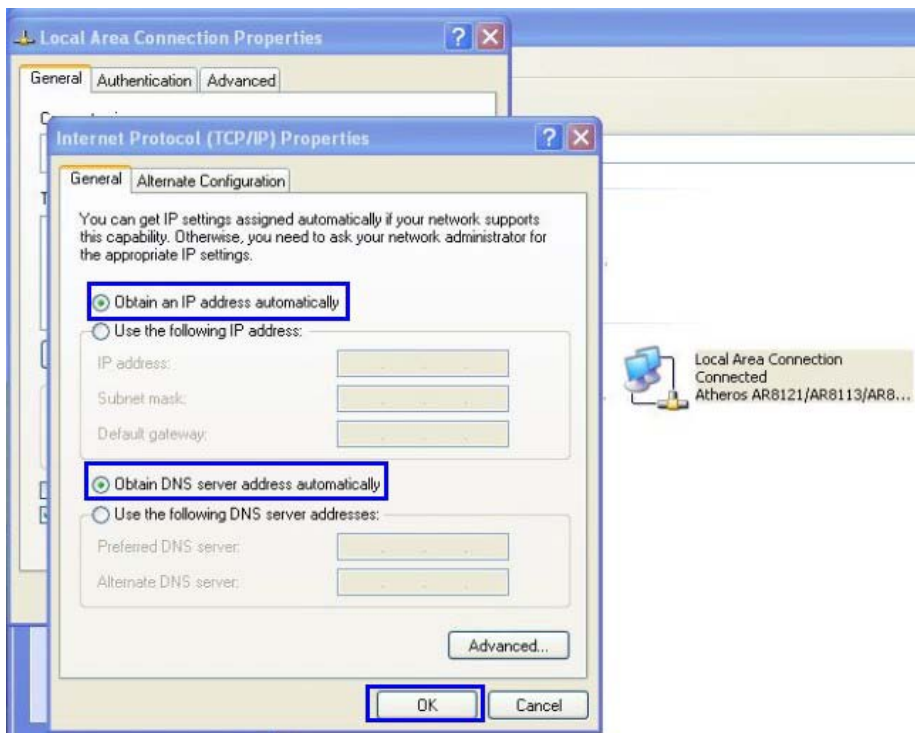 Local Area Connection Properties
General Authentication Advanced
Internet Protocol (TCP/IP) Properties
General Alternate Configuration
You can get IP settings assigned automatically if your network supports
this capability. Otherwise, you need to ask your network administrator for
the appropriate IP settings.
Obtain an IP address automatically
Use the following IP address:
IP address:
Subnet mask:
Default gateway:
Obtain DNS server address automatically
Use the following DNS server addresses:
Preferred DNS server:
Alternate DNS server:
Advanced...
OK Cancel
Local Area Connection
Connected
Atheros AR8121/AR8113/AR8...